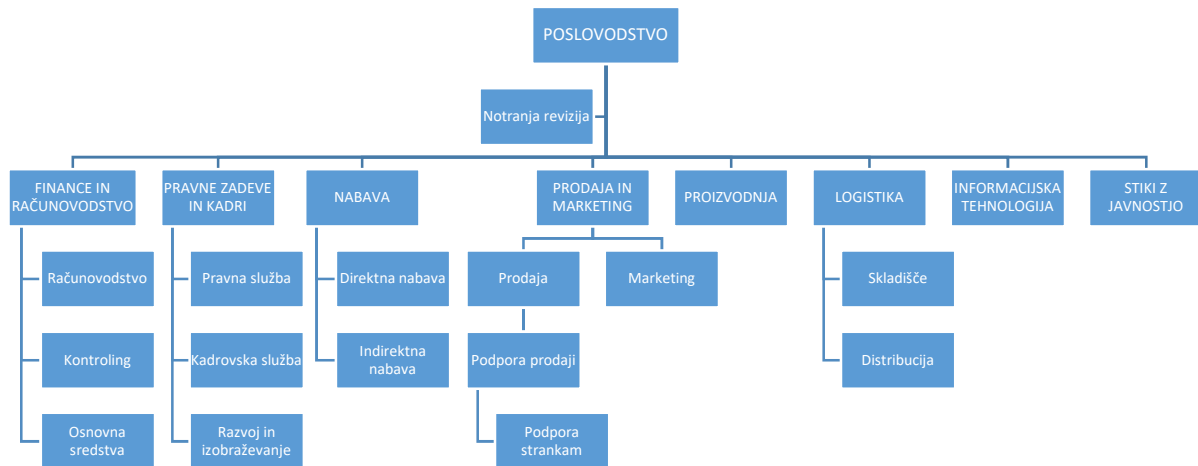 POSLOVODSTVO
Notranja revizija
FINANCE IN
RAČUNOVODSTVO
PRAVNE ZADEVE
IN KADRI
NABAVA
PRODAJA IN
MARKETING
PROIZVODNJA
LOGISTIKA
INFORMACIJSKA
TEHNOLOGIJA
STIKI Z
JAVNOSTJO
Računovodstvo
Pravna služba
Direktna nabava
Prodaja
Marketing
Skladišče
Kontroling
Kadrovska služba
Indirektna
nabava
Podpora prodaji
Distribucija
Osnovna
sredstva
Razvoj in
izobraževanje
Podpora
strankam